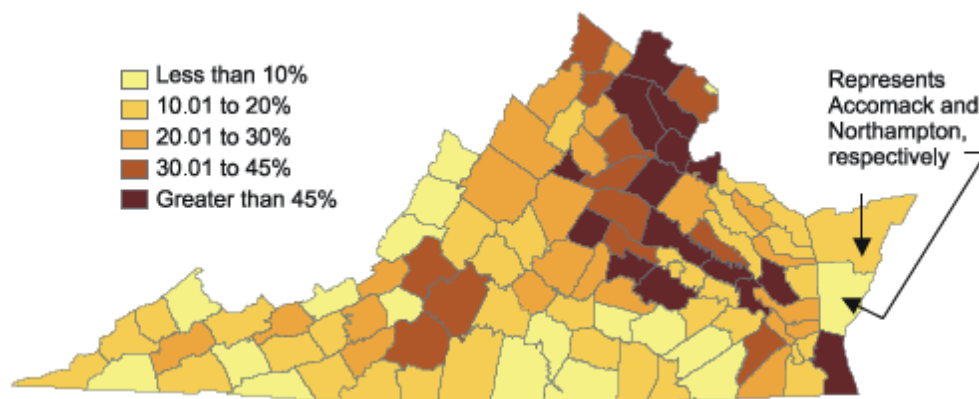 Less than 10%
10.01 to 20%
20.01 to 30%
30.01 to 45%
Greater than 45%
Represents
Accomack and
Northampton,
respectively